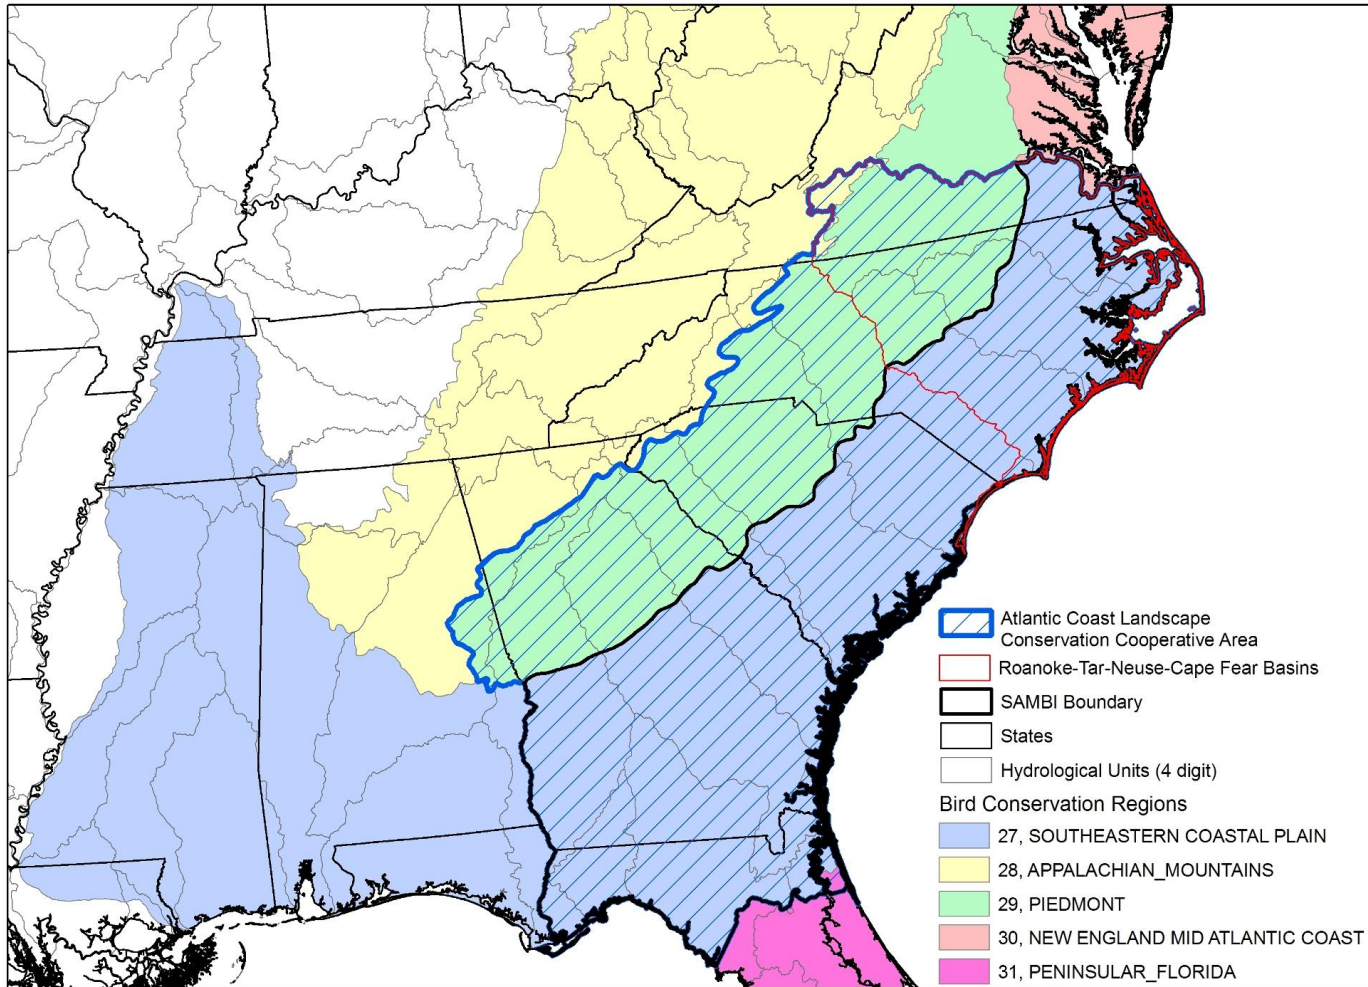 Atlantic Coast Landscape
Conservation Cooperative Area
Roanoke-Tar-Neuse-Cape Fear Basins
SAMBI Boundary
States
Hydrological Units (4 digit)
Bird Conservation Regions
27, SOUTHEASTERN COASTAL PLAIN
28, APPALACHIAN_MOUNTAINS
29, PIEDMONT
30, NEW ENGLAND MID ATLANTIC COAST
31, PENINSULAR_FLORIDA